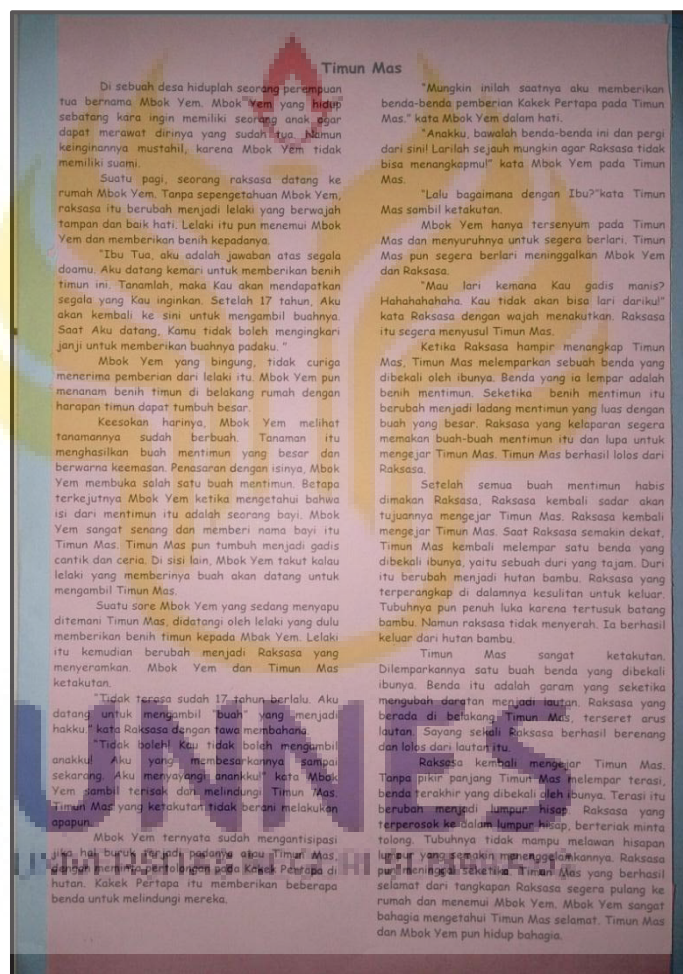 Timun Mas
Di sebuah desa hiduplah seorang perempuan
tua bernama Mbok Yem. Mbok Yem yang hidup
sebatang kara ingin memiliki seorang anak agar
dapat merawat dirinya yang sudah tua. Namun
keinginannya mustahil, karena Mbok Yem tidak
memiliki suami.
Suatu pagi, seorang raksasa datang ke
rumah Mbok Yem. Tanpa sepengetahuan Mbok Yem,
raksasa itu berubah menjadi lelaki yang berwajah
tampan dan baik hati. Lelaki itu pun menemui Mbok
Yem dan memberikan benih kepadanya.
"Ibu Tua, aku adalah jawaban atas segala
doamu. Aku datang kemari untuk memberikan benih
timun ini. Tanamlah, maka Kau akan mendapatkan
segala yang Kau inginkan. Setelah 17 tahun, Aku
akan kembali ke sini untuk mengambil buahnya.
Saat Aku datang, Kamu tidak boleh mengingkari
janji untuk memberikan buahnya padaku. "
Mbok Yem yang bingung, tidak curiga
menerima pemberian dari lelaki itu. Mbok Yem pun
menanam benih timun di belakang rumah dengan
harapan timun dapat tumbuh besar.
Keesokan harinya, Mbok Yem melihat
tanamannya sudah berbuah. Tanaman itu
menghasilkan buah mentimun yang besar dan
berwarna keemasan. Penasaran dengan isinya, Mbok
Yem membuka salah satu buah mentimun. Betapa
terkejutnya Mbok Yem ketika mengetahui bahwa
isi dari mentimun itu adalah seorang bayi. Mbok
Yem sangat senang dan memberi nama bayi itu
Timun Mas. Timun Mas pun tumbuh menjadi gadis
cantik dan ceria. Di sisi lain, Mbok Yem takut kalau
lelaki yang memberinya buah akan datang untuk
mengambil Timun Mas.
Suatu sore Mbok Yem yang sedang menyapu
ditemani Timun Mas, didatangi oleh lelaki yang dulu
memberikan benih timun kepada Mbok Yem. Lelaki
itu kemudian berubah menjadi Raksasa yang
menyeramkan. Mbok Yem dan Timun Mas
ketakutan.
"Tidak terasa sudah 17 tahun berlalu. Aku
datang untuk mengambil "buah" yang menjadi
hakku," kata Raksasa dengan tawa membahana.
"Tidak boleh! Kau tidak boleh mengambil
anakku! Aku yang membesarkannya sampai
sekarang. Aku menyayangi anakku!" kata Mbok
Yem sambil terisak dan melindungi Timun Mas.
Timun Mas yang ketakutan tidak berani melakukan
apapun.
Mbok Yem ternyata sudah mengantisipasi
jika hal buruk terjadi padanya atau Timun Mas,
dengan meminta pertolongan pada Kakek Pertapa di
hutan. Kakek Pertapa itu memberikan beberapa
benda untuk melindungi mereka.
"Mungkin inilah saatnya aku memberikan
benda-benda pemberian Kakek Pertapa pada Timun
Mas." kata Mbok Yem dalam hati.
"Anakku, bawalah benda-benda ini dan pergi
dari sini! Larilah sejauh mungkin agar Raksasa tidak
bisa menangkapmu!" kata Mbok Yem pada Timun
Mas.
"Lalu bagaimana dengan Ibu?"kata Timun
Mas sambil ketakutan.
Mbok Yem hanya tersenyum pada Timun
Mas dan menyuruhnya untuk segera berlari. Timun
Mas pun segera berlari meninggalkan Mbok Yem
dan Raksasa.
"Mau lari kemana Kau gadis manis?
Hahahahahaha. Kau tidak akan bisa lari dariku!"
kata Raksasa dengan wajah menakutkan. Raksasa
itu segera menyusul Timun Mas.
Ketika Raksasa hampir menangkap Timun
Mas, Timun Mas melemparkan sebuah benda yang
dibekali oleh ibunya. Benda yang ia lempar adalah
benih mentimun. Seketika benih mentimun itu
berubah menjadi ladang mentimun yang luas dengan
buah yang besar. Raksasa yang kelaparan segera
memakan buah-buah mentimun itu dan lupa untuk
mengejar Timun Mas. Timun Mas berhasil lolos dari
Raksasa.
Setelah semua buah mentimun habis
dimakan Raksasa, Raksasa kembali sadar akan
tujuannya mengejar Timun Mas. Raksasa kembali
mengejar Timun Mas. Saat Raksasa semakin dekat,
Timun Mas kembali melempar satu benda yang
dibekali ibunya, yaitu sebuah duri yang tajam. Duri
itu berubah menjadi hutan bambu. Raksasa yang
terperangkap di dalamnya kesulitan untuk keluar.
Tubuhnya pun penuh luka karena tertusuk batang
bambu. Namun raksasa tidak menyerah. Ia berhasil
keluar dari hutan bambu.
Timun Mas sangat ketakutan.
Dilemparkannya satu buah benda yang dibekali
ibunya. Benda itu adalah garam yang seketika
mengubah daratan menjadi lautan. Raksasa yang
berada di belakang Timun Mas, terseret arus
lautan. Sayang sekali Raksasa berhasil berenang
dan lolos dari lautan itu.
Raksasa kembali mengejar Timun Mas.
Tanpa pikir panjang Timun Mas melempar terasi,
benda terakhir yang dibekali oleh ibunya. Terasi itu
berubah menjadi lumpur hisap. Raksasa yang
terperosok ke dalam lumpur hisap, berteriak minta
tolong. Tubuhnya tidak mampu melawan hisapan
lumpur yang semakin menenggelamkannya. Raksasa
pun meninggal seketika. Timun Mas yang berhasil
selamat dari tangkapan Raksasa segera pulang ke
rumah dan menemui Mbok Yem. Mbok Yem sangat
bahagia mengetahui Timun Mas selamat. Timun Mas
dan Mbok Yem pun hidup bahagia.
UNNES